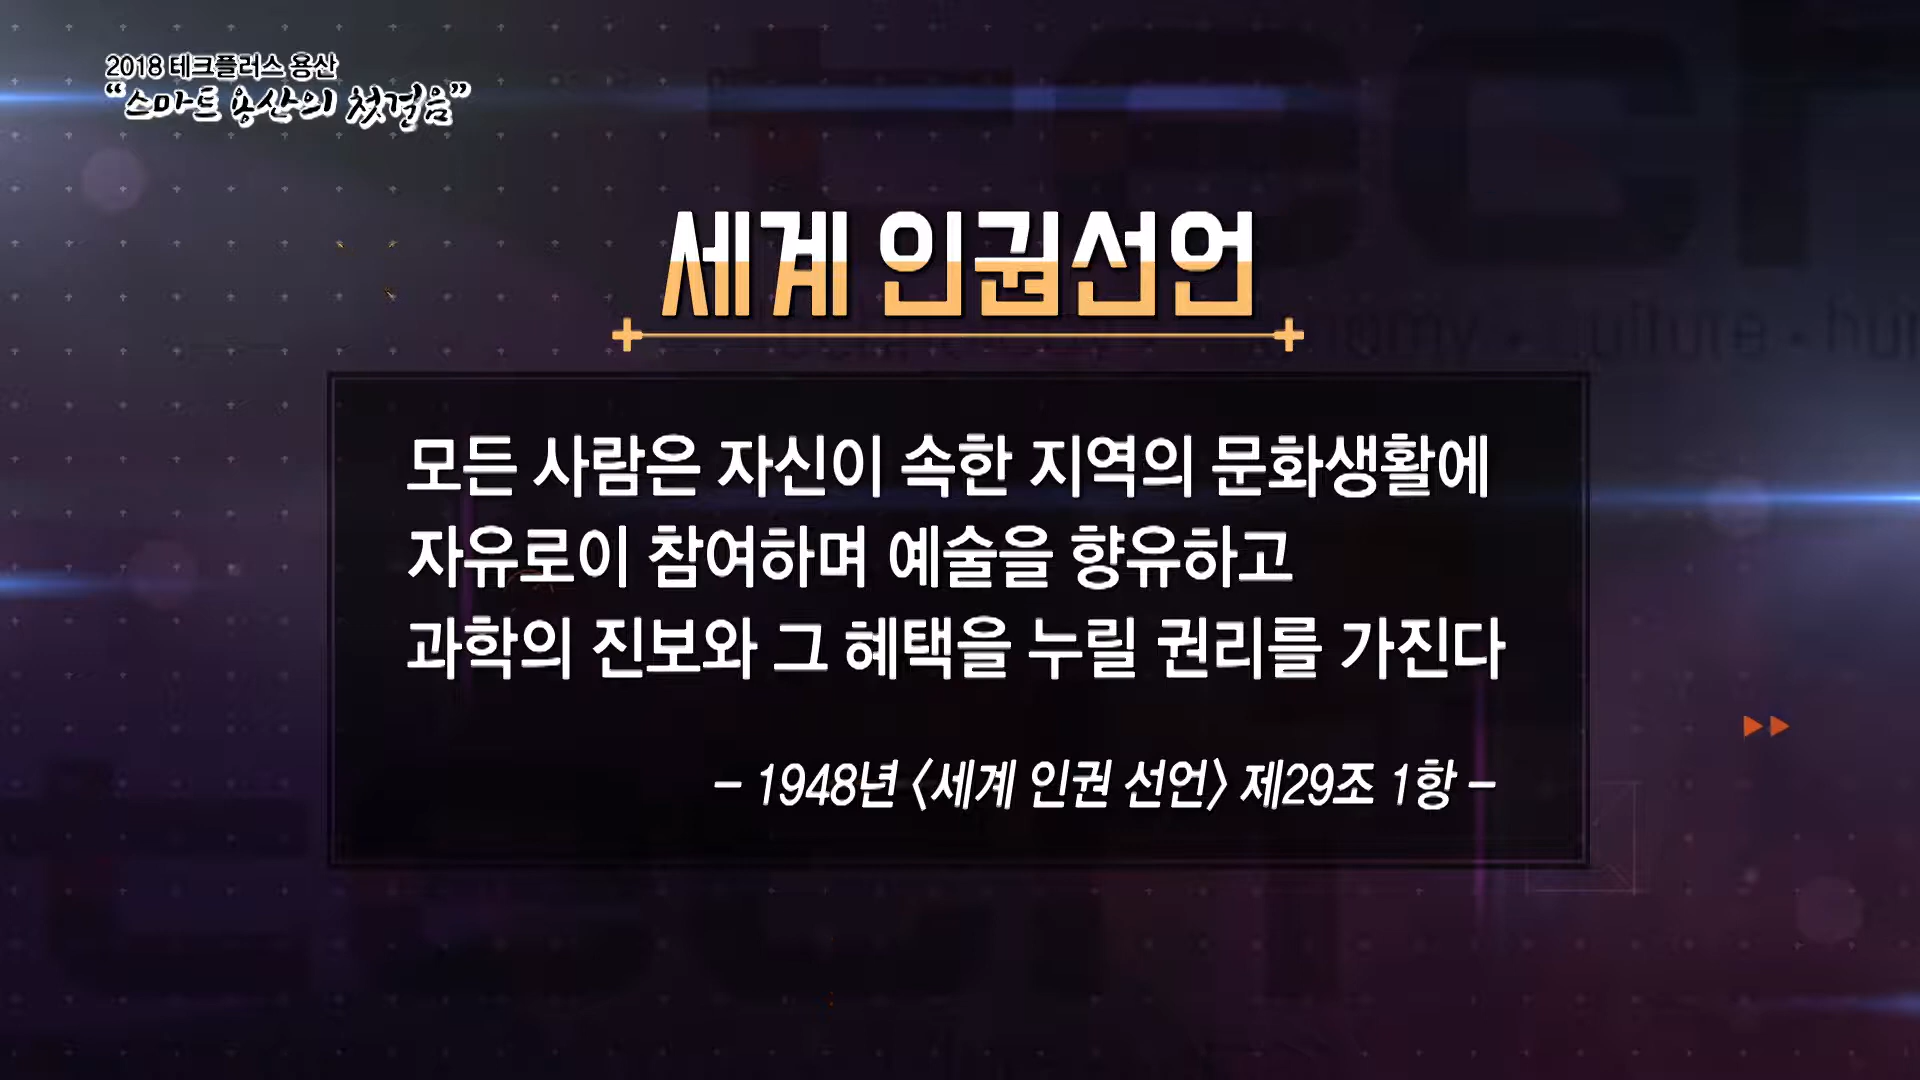 2018 테크플러스 용산
“스마트 용산의 첫걸음”
세계 인권선언
모든 사람은 자신이 속한 지역의 문화생활에
자유로이 참여하며 예술을 향유하고
과학의 진보와 그 혜택을 누릴 권리를 가진다
- 1948년 <세계 인권 선언> 제29조 1항 -